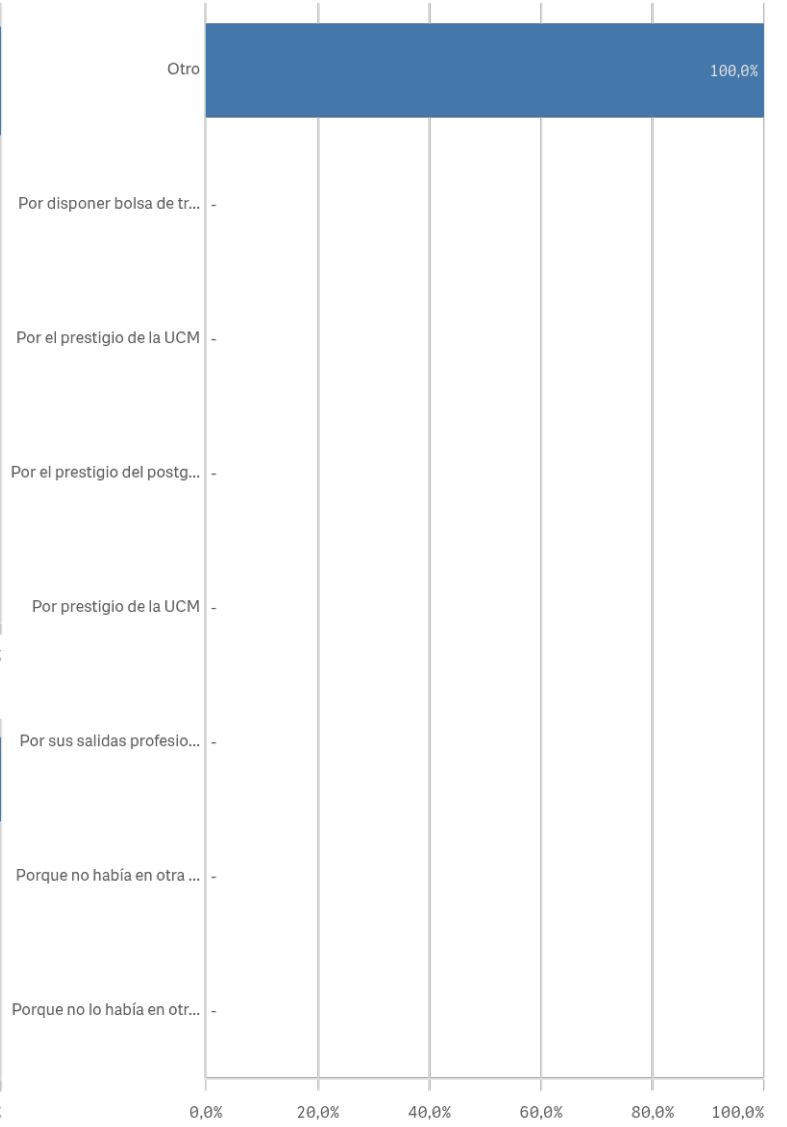 Otro
100,0%
Por disponer bolsa de tr...
-
Por el prestigio de la UCM
-
Por el prestigio del postg...
-
Por prestigio de la UCM
-
Por sus salidas profesio...
-
Porque no había en otra ...
-
Porque no lo había en otr...
-
0,0%
20,0%
40,0%
60,0%
80,0%
100,0%